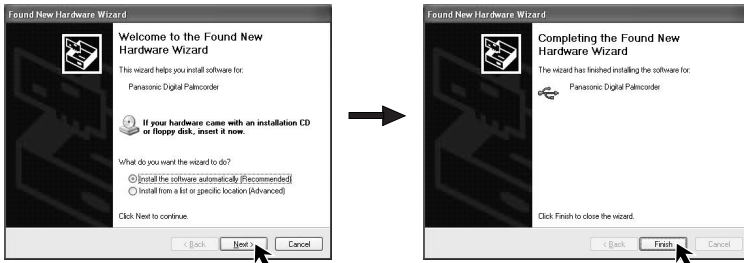 Found New Hardware Wizard
Welcome to the Found New
Hardware Wizard
This wizard helps you install software for:
Panasonic Digital Palmcorder
If your hardware came with an installation CD
or floppy disk, insert it now.
What do you want the wizard to do?
Install the software automatically (Recommended)
Install from a list or specific location (Advanced)
Click Next to continue.
< Back
Next >
Cancel
Found New Hardware Wizard
Completing the Found New
Hardware Wizard
The wizard has finished installing the software for:
Panasonic Digital Palmcorder
Click Finish to close the wizard.
< Back
Finish
Cancel